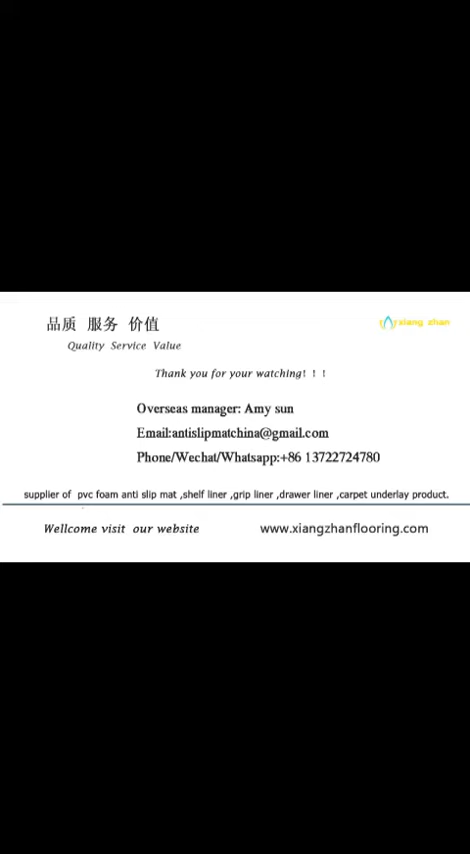 品质 服务 价值
xiang zhan
Quality Service Value
Thank you for your watching！！！
Overseas manager: Amy sun
Email:antislipmatchina@gmail.com
Phone/Wechat/Whatsapp:+86 13722724780
supplier of pvc foam anti slip mat ,shelf liner ,grip liner ,drawer liner ,carpet underlay product.
Wellcome visit our website www.xiangzhanflooring.com